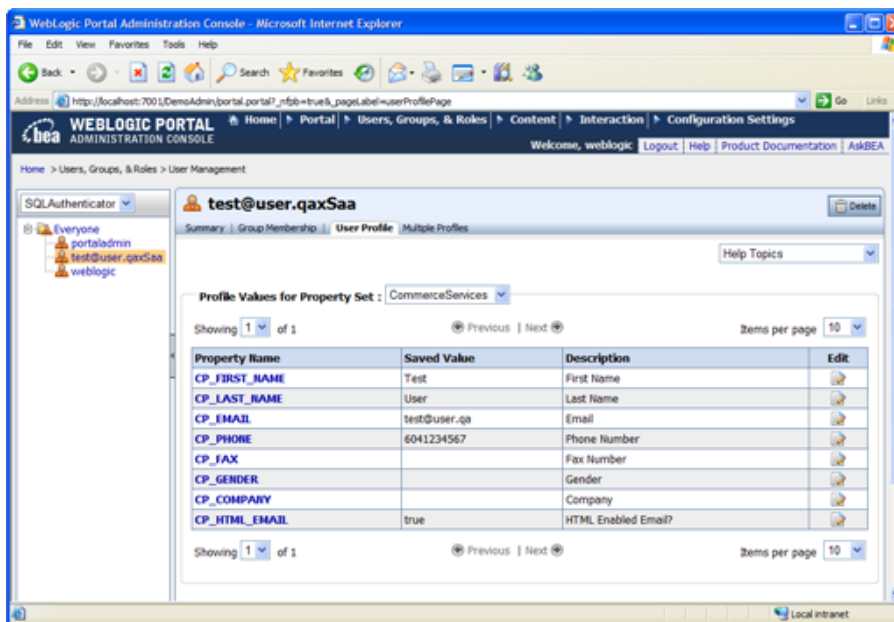 WebLogic Portal Administration Console - Microsoft Internet Explorer
File Edit View Favorites Tools Help
Back Search Favorites
Address http://localhost:7001/DemoAdmin/portal.portal?_nfpb=true&_pageLabel=userProfilePage Go Links
bea WEBLOGIC PORTAL Home Portal Users, Groups, & Roles Content Interaction Configuration Settings
ADMINISTRATION CONSOLE
Welcome, weblogic Logout Help Product Documentation AskBEA
Home > Users, Groups, & Roles > User Management
SQLAuthenticator
Everyone
portaladmin
test@user.qaxSaa
weblogic
test@user.qaxSaa Delete
Summary | Group Membership | User Profile Multiple Profiles
Help Topics
Profile Values for Property Set : CommerceServices
Showing 1 of 1 Previous | Next Items per page 10
Property Name Saved Value Description Edit
CP_FIRST_NAME Test First Name
CP_LAST_NAME User Last Name
CP_EMAIL test@user.qa Email
CP_PHONE 6041234567 Phone Number
CP_FAX Fax Number
CP_GENDER Gender
CP_COMPANY Company
CP_HTML_EMAIL true HTML Enabled Email?
Showing 1 of 1 Previous | Next Items per page 10
Local intranet